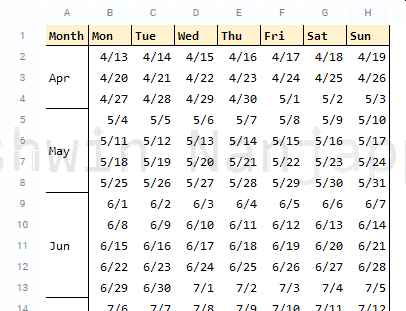 A B C D E F G H
1 Month Mon Tue Wed Thu Fri Sat Sun
2 4/13 4/14 4/15 4/16 4/17 4/18 4/19
3 Apr 4/20 4/21 4/22 4/23 4/24 4/25 4/26
4 4/27 4/28 4/29 4/30 5/1 5/2 5/3
5 5/4 5/5 5/6 5/7 5/8 5/9 5/10
6 May 5/11 5/12 5/13 5/14 5/15 5/16 5/17
7 5/18 5/19 5/20 5/21 5/22 5/23 5/24
8 5/25 5/26 5/27 5/28 5/29 5/30 5/31
9 6/1 6/2 6/3 6/4 6/5 6/6 6/7
10 6/8 6/9 6/10 6/11 6/12 6/13 6/14
11 Jun 6/15 6/16 6/17 6/18 6/19 6/20 6/21
12 6/22 6/23 6/24 6/25 6/26 6/27 6/28
13 6/29 6/30 7/1 7/2 7/3 7/4 7/5
14 7/6 7/7 7/8 7/9 7/10 7/11 7/12